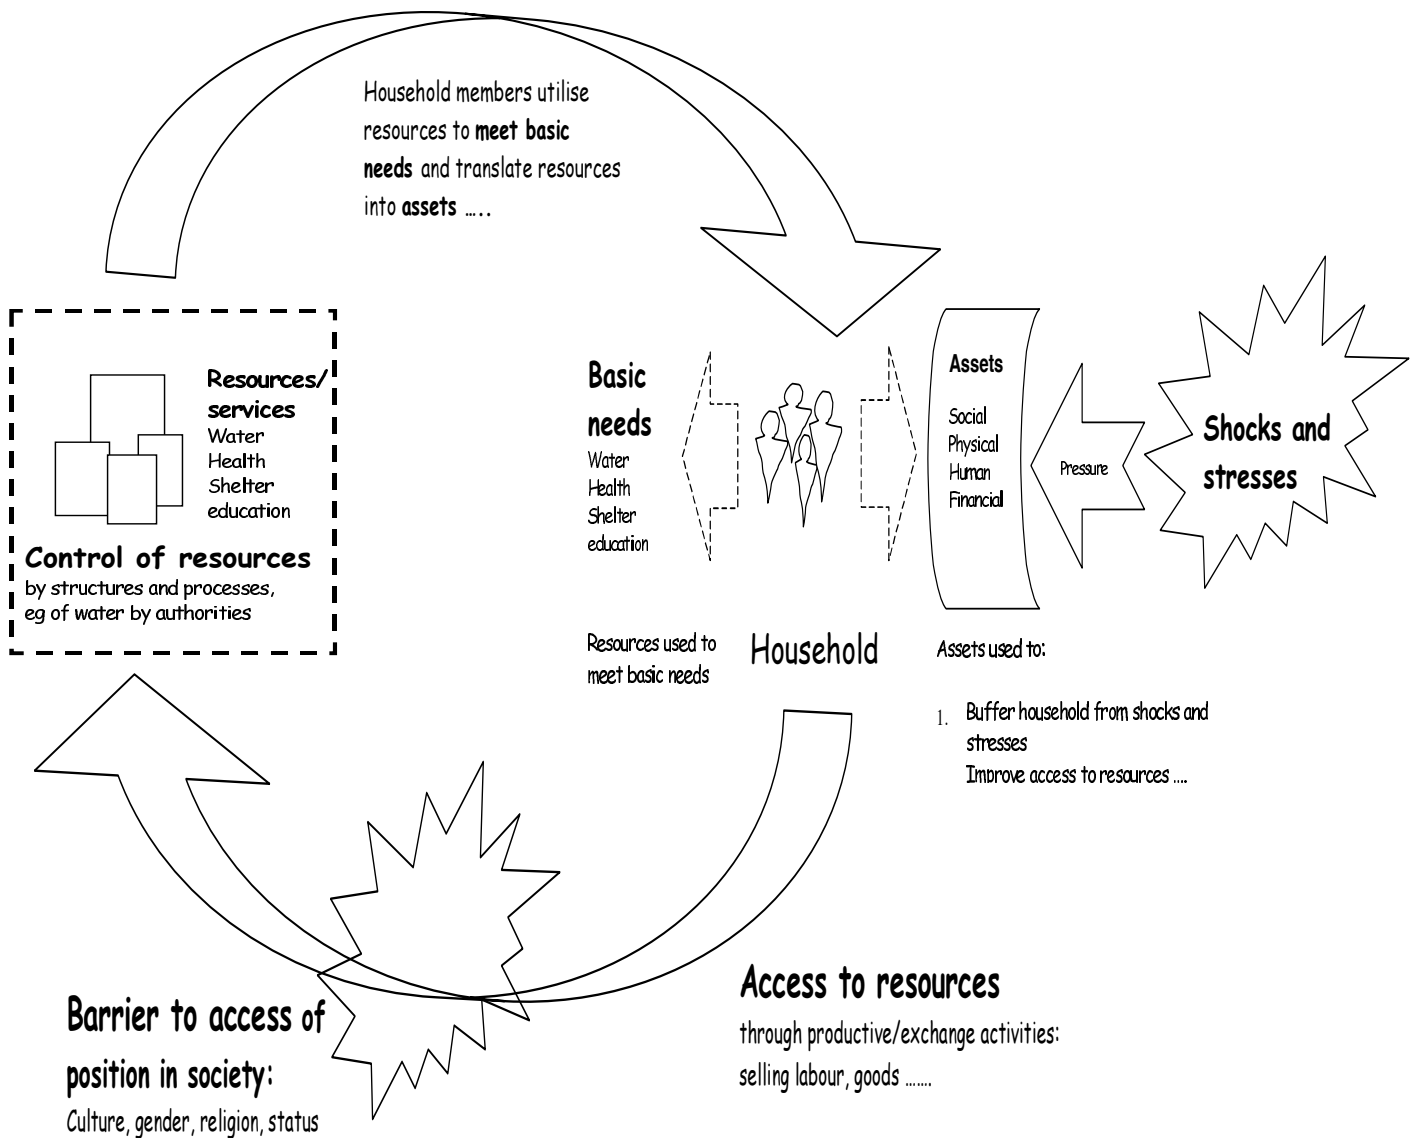 Household members utilise
resources to meet basic
needs and translate resources
into assets .....
Resources/
services
Water
Health
Shelter
education
Control of resources
by structures and processes,
eg of water by authorities
Basic
needs
Water
Health
Shelter
education
Assets
Social
Physical
Human
Financial
Pressure
Shocks and
stresses
Resources used to
meet basic needs
Household
Assets used to:
1. Buffer household from shocks and
stresses
Improve access to resources ....
Barrier to access of
position in society:
Culture, gender, religion, status
Access to resources
through productive/exchange activities:
selling labour, goods .......